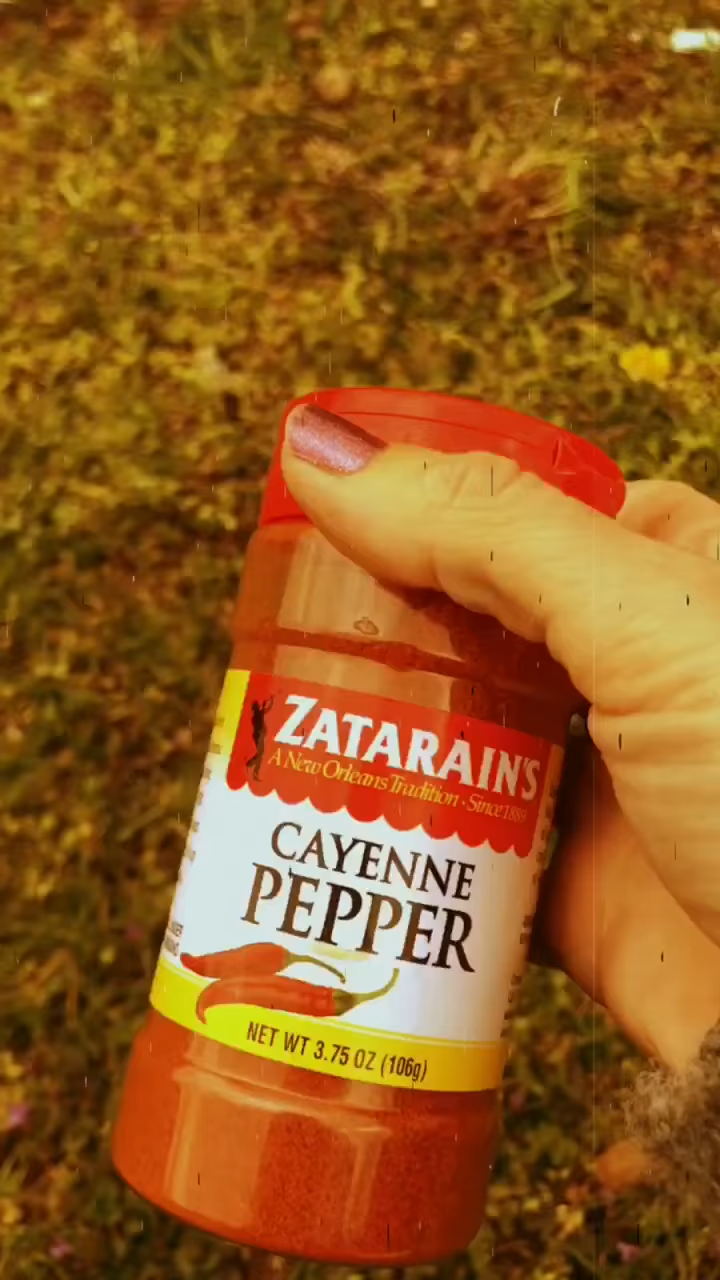 ZATARAIN'S
A New Orleans Tradition · Since 1889
CAYENNE
PEPPER
NET WT 3.75 OZ (106g)